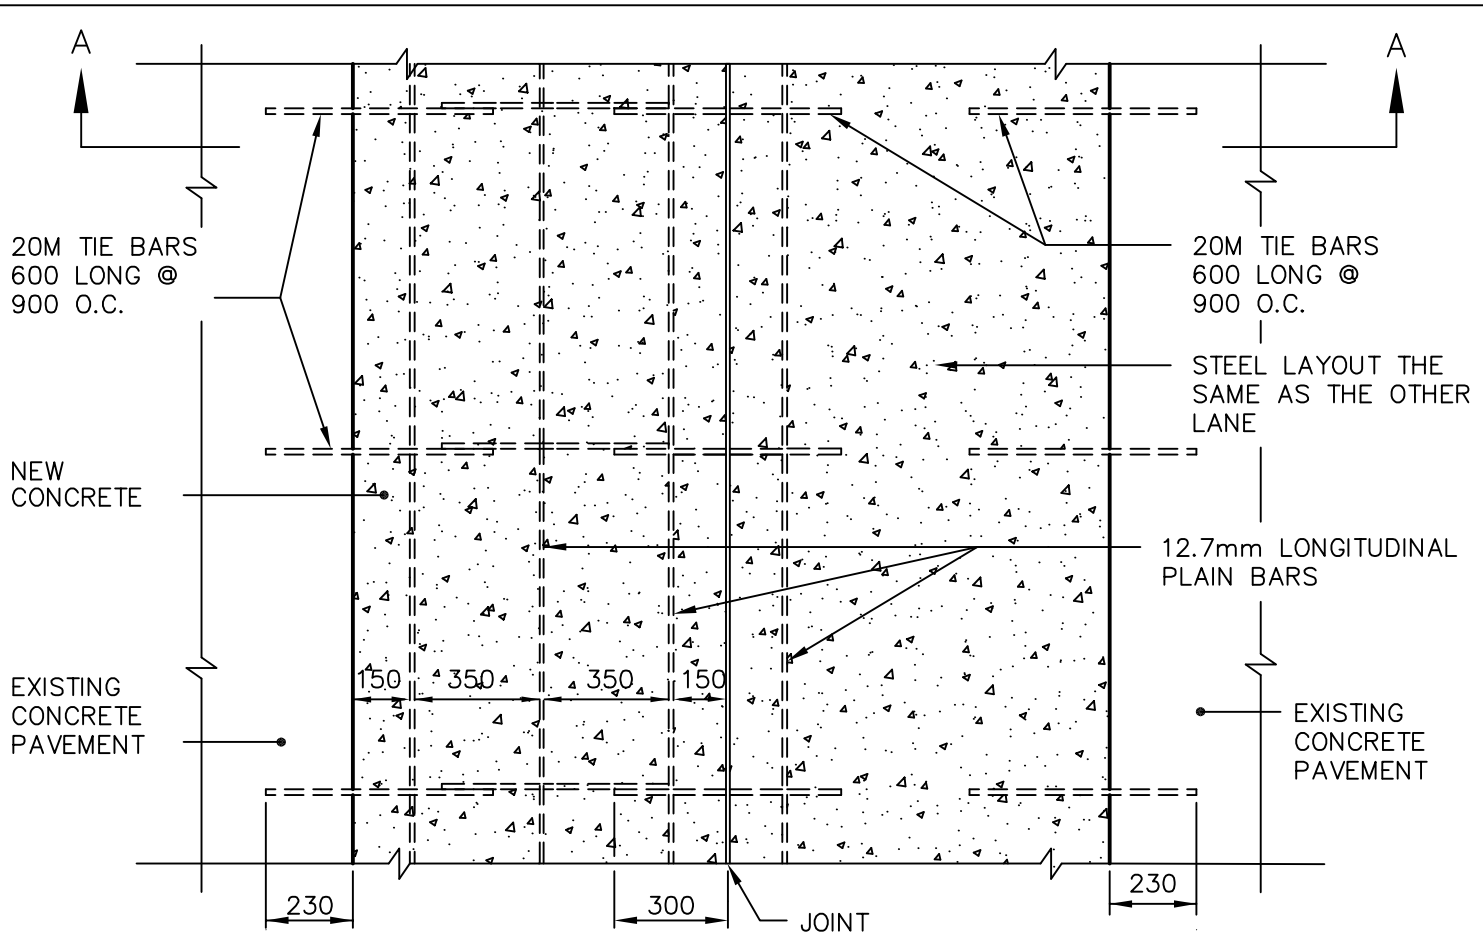 A
A
20M TIE BARS
600 LONG @
900 O.C.
20M TIE BARS
600 LONG @
900 O.C.
STEEL LAYOUT THE
SAME AS THE OTHER
LANE
NEW
CONCRETE
12.7mm LONGITUDINAL
PLAIN BARS
150
350
350
150
EXISTING
CONCRETE
PAVEMENT
EXISTING
CONCRETE
PAVEMENT
230
300
JOINT
230